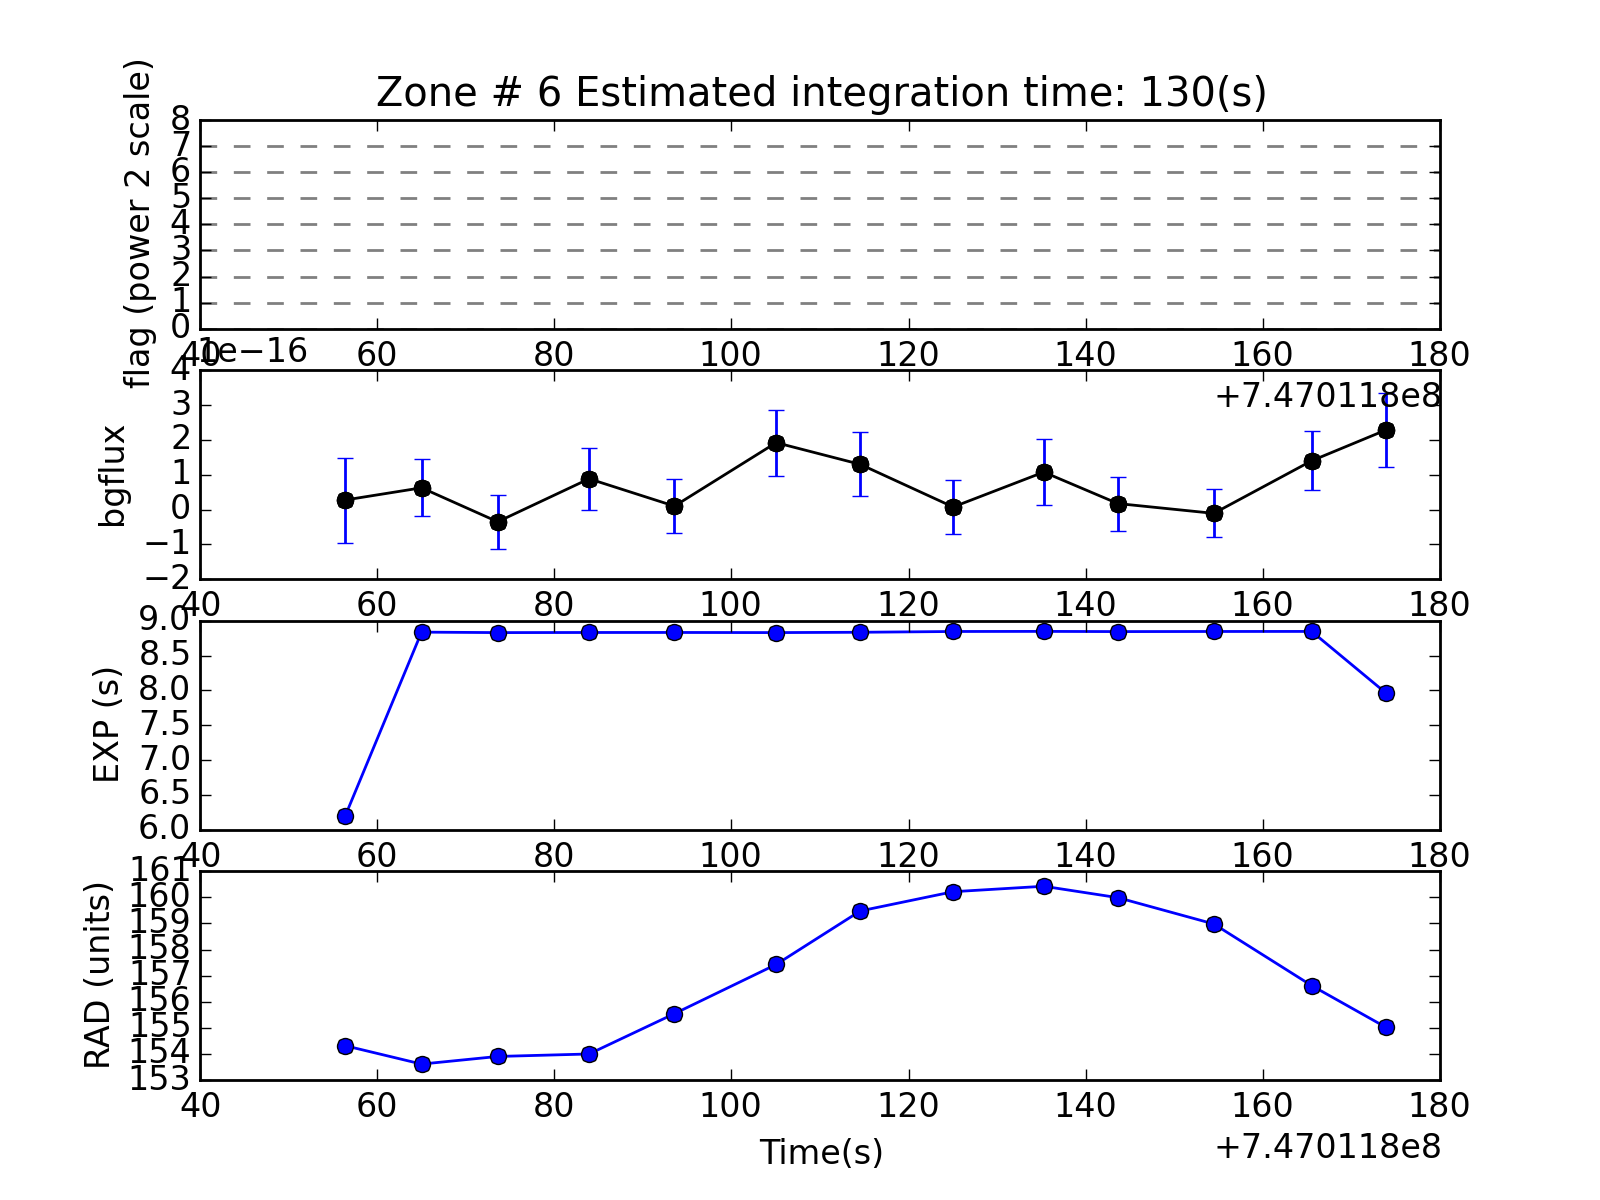 Zone # 6 Estimated integration time: 130(s)
flag (power 2 scale)
8
7
6
5
4
3
2
1
0
40 60 80 100 120 140 160 180
1e−16
+7.470118e8
bgflux
4
3
2
1
0
−1
−2
40 60 80 100 120 140 160 180
EXP (s)
9.0
8.5
8.0
7.5
7.0
6.5
6.0
40 60 80 100 120 140 160 180
RAD (units)
161
160
159
158
157
156
155
154
153
40 60 80 100 120 140 160 180
Time(s)
+7.470118e8